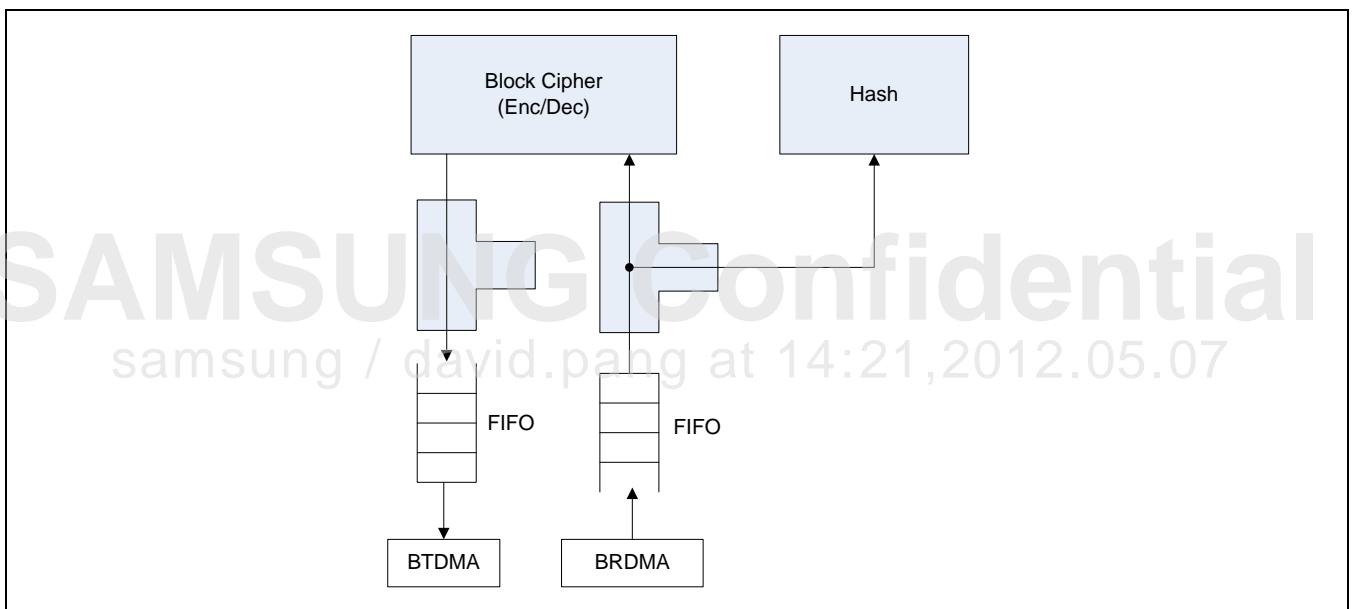 Block Cipher
(Enc/Dec)
Hash
SAMSUNG Confidential
samsung / david.pang at 14:21,2012.05.07
FIFO
FIFO
BTDMA
BRDMA